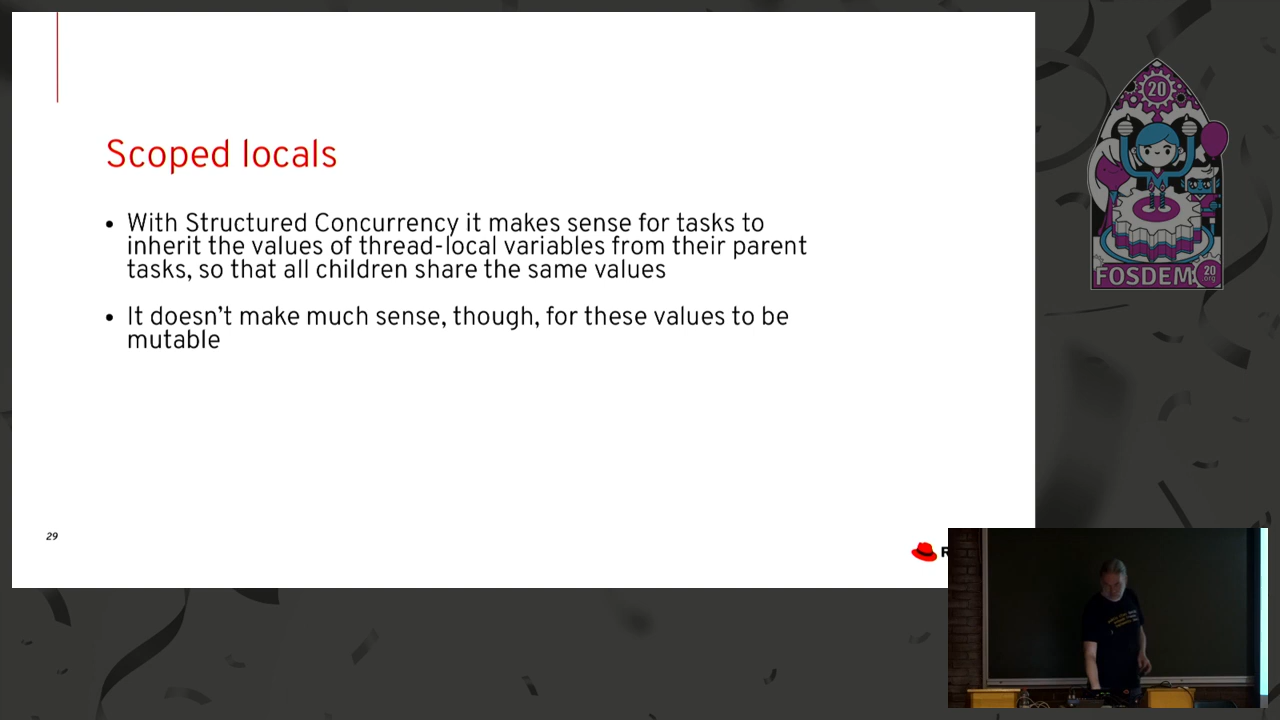 Scoped locals
• With Structured Concurrency it makes sense for tasks to
inherit the values of thread-local variables from their parent
tasks, so that all children share the same values
• It doesn't make much sense, though, for these values to be
mutable
29
20
FOSDEM
20
.org